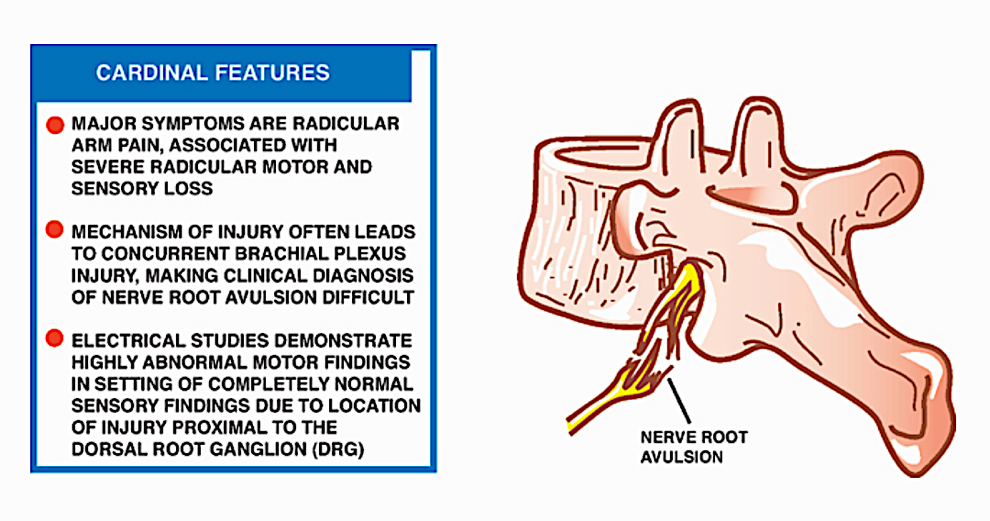 CARDINAL FEATURES
MAJOR SYMPTOMS ARE RADICULAR
ARM PAIN, ASSOCIATED WITH
SEVERE RADICULAR MOTOR AND
SENSORY LOSS
MECHANISM OF INJURY OFTEN LEADS
TO CONCURRENT BRACHIAL PLEXUS
INJURY, MAKING CLINICAL DIAGNOSIS
OF NERVE ROOT AVULSION DIFFICULT
ELECTRICAL STUDIES DEMONSTRATE
HIGHLY ABNORMAL MOTOR FINDINGS
IN SETTING OF COMPLETELY NORMAL
SENSORY FINDINGS DUE TO LOCATION
OF INJURY PROXIMAL TO THE
DORSAL ROOT GANGLION (DRG)
NERVE ROOT
AVULSION